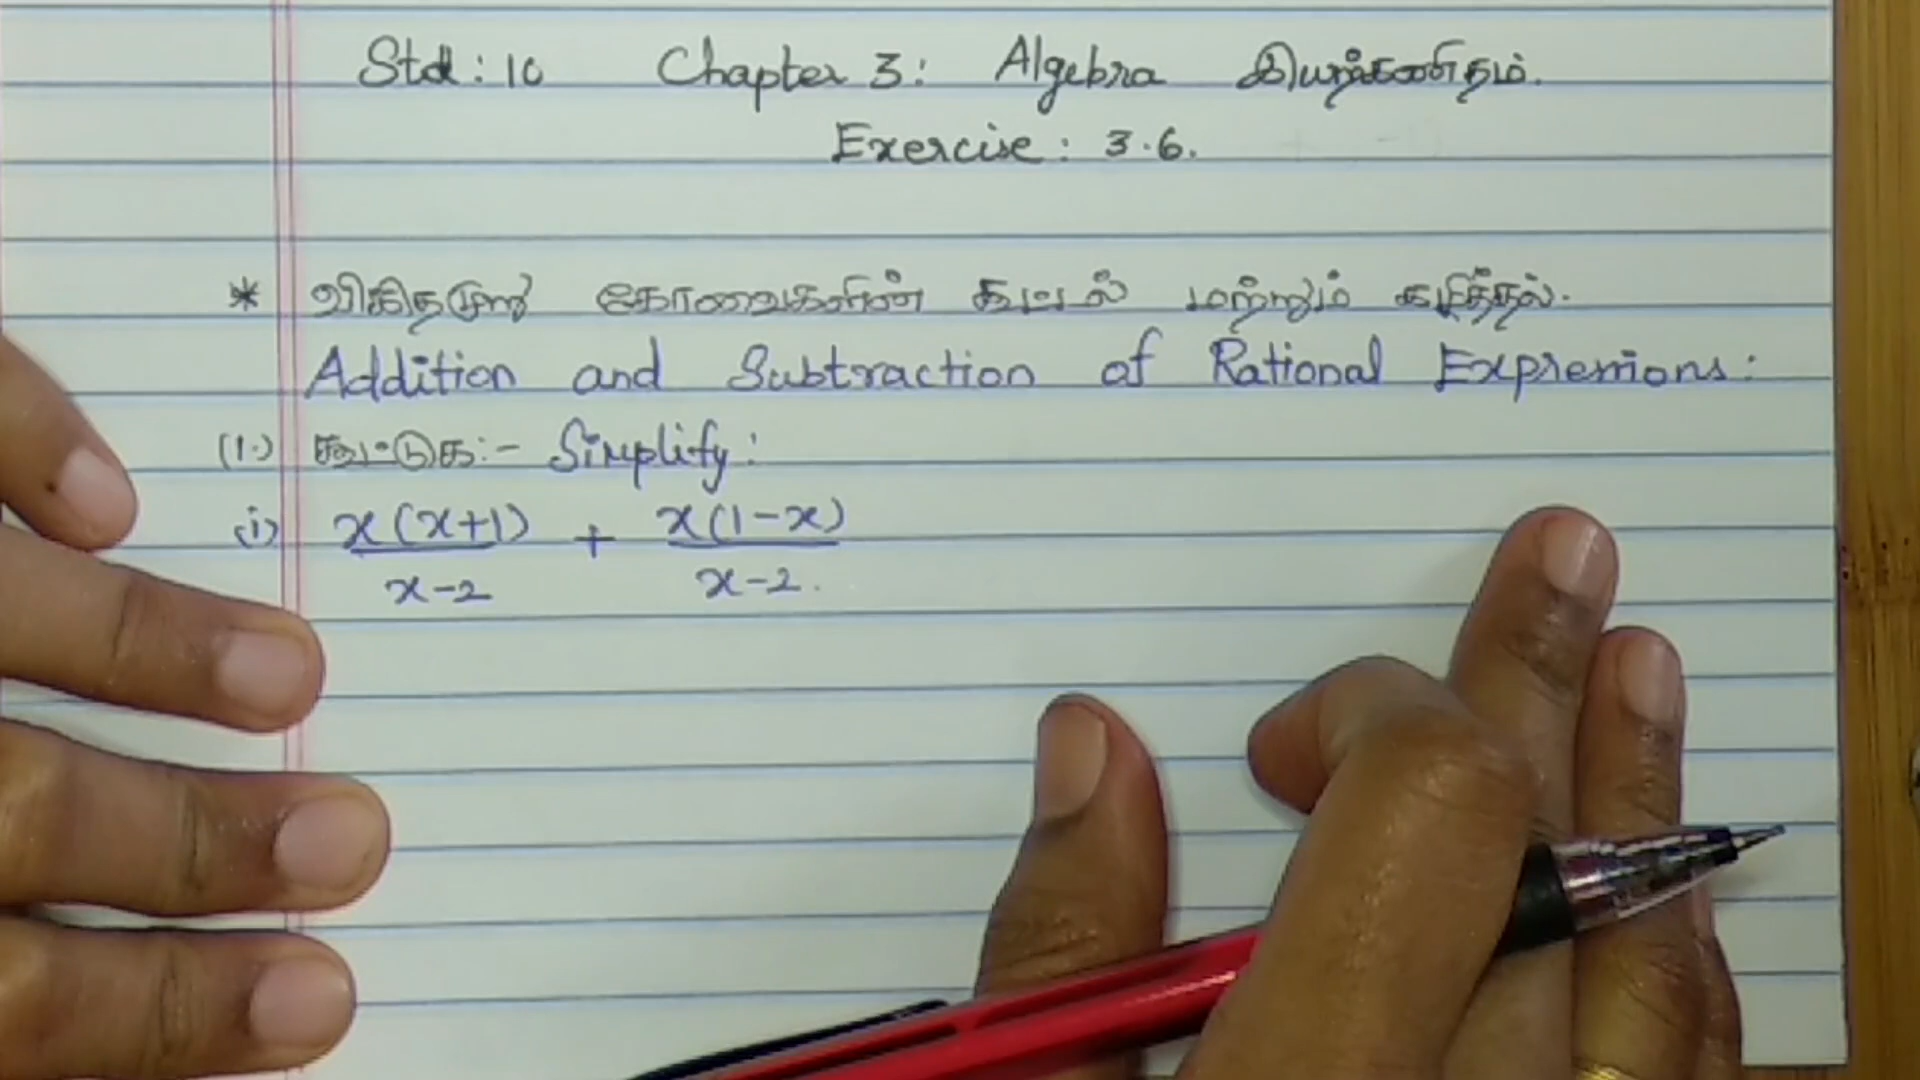 Std : 10 Chapter 3 : Algebra இயற்கணிதம்.
Exercise : 3.6.
* விகிதமுறு கோவைகளின் கூட்டல் மற்றும் கழித்தல்.
Addition and Subtraction of Rational Expressions :
(1.) கூட்டுக :- Simplify :
(i) x(x+1) + x(1-x)
x-2 x-2.